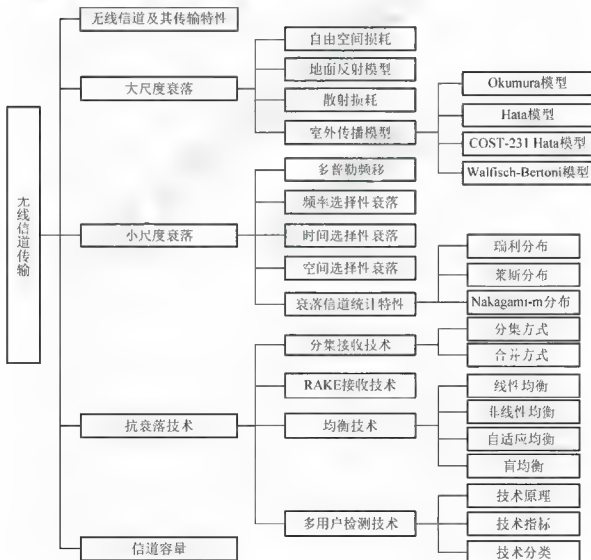 无线信道传输
无线信道及其传输特性
大尺度衰落
自由空间损耗
地面反射模型
散射损耗
室外传播模型
Okumura模型
Hata模型
COST-231 Hata模型
Walfisch-Bertoni模型
小尺度衰落
多普勒频移
频率选择性衰落
时间选择性衰落
空间选择性衰落
衰落信道统计特性
瑞利分布
莱斯分布
Nakagami-m分布
抗衰落技术
分集接收技术
分集方式
合并方式
RAKE接收技术
均衡技术
线性均衡
非线性均衡
自适应均衡
盲均衡
多用户检测技术
技术原理
技术指标
技术分类
信道容量